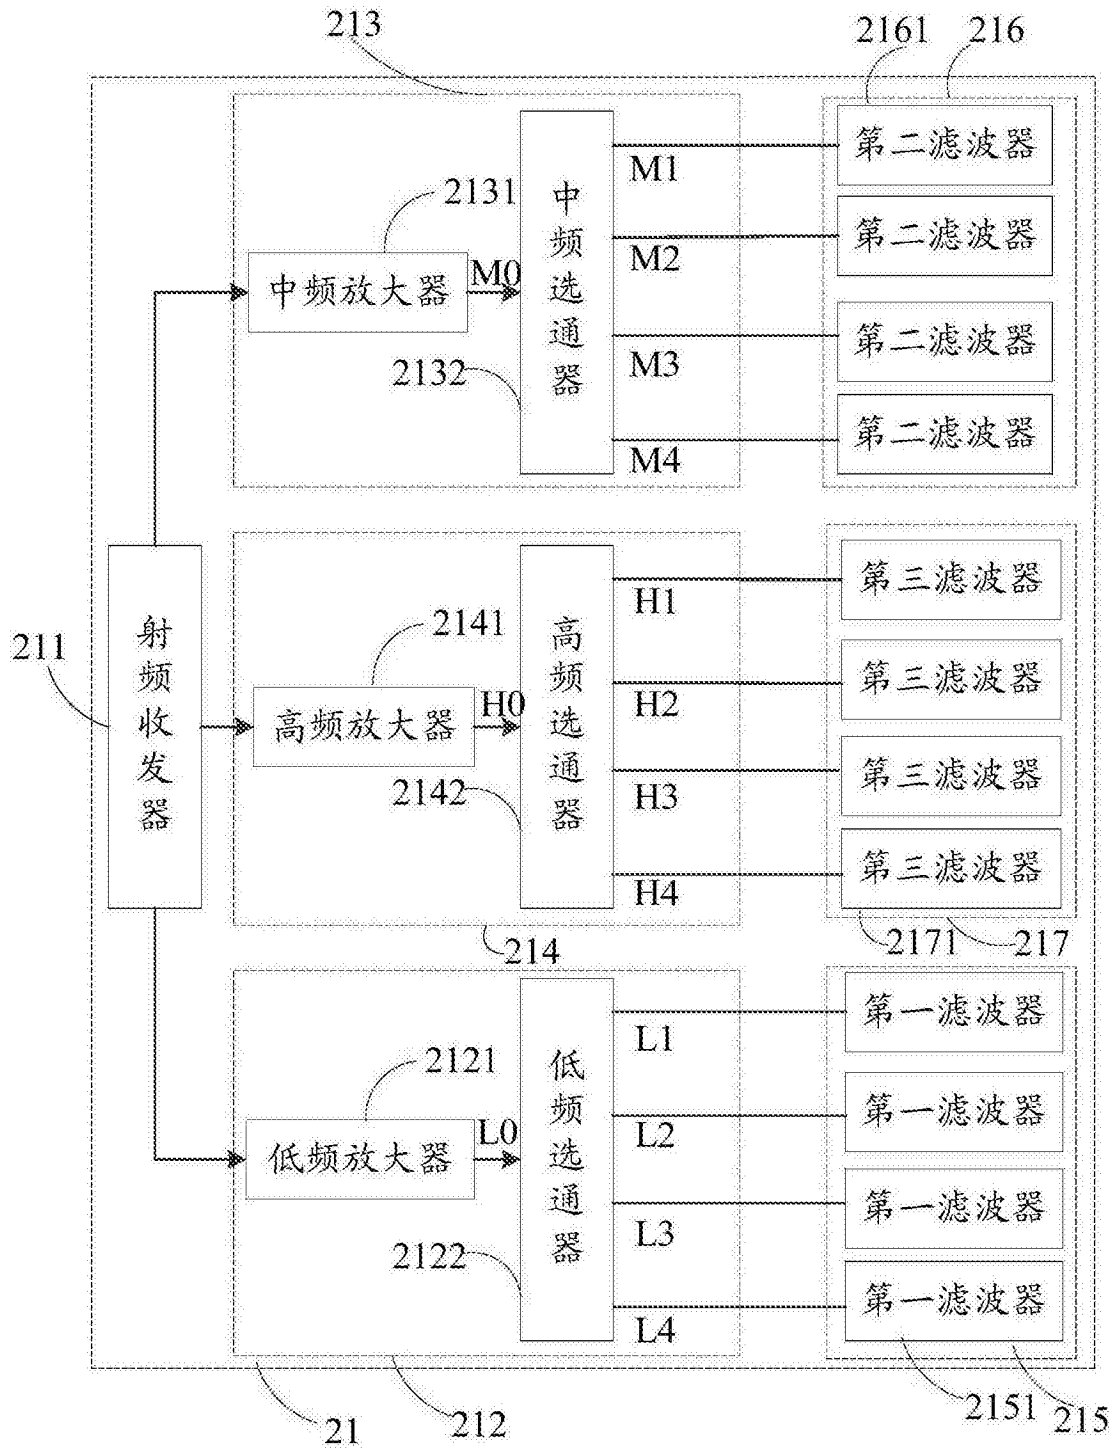 213
2161
216
第二滤波器
M1
中频选通器
2131
第二滤波器
M2
中频放大器
M0
第二滤波器
M3
2132
第二滤波器
M4
第三滤波器
H1
射频收发器
211
高频选通器
2141
第三滤波器
H2
高频放大器
H0
第三滤波器
H3
2142
第三滤波器
H4
214
2171
217
第一滤波器
L1
低频选通器
2121
第一滤波器
L2
低频放大器
L0
第一滤波器
L3
2122
第一滤波器
L4
21
212
2151
215